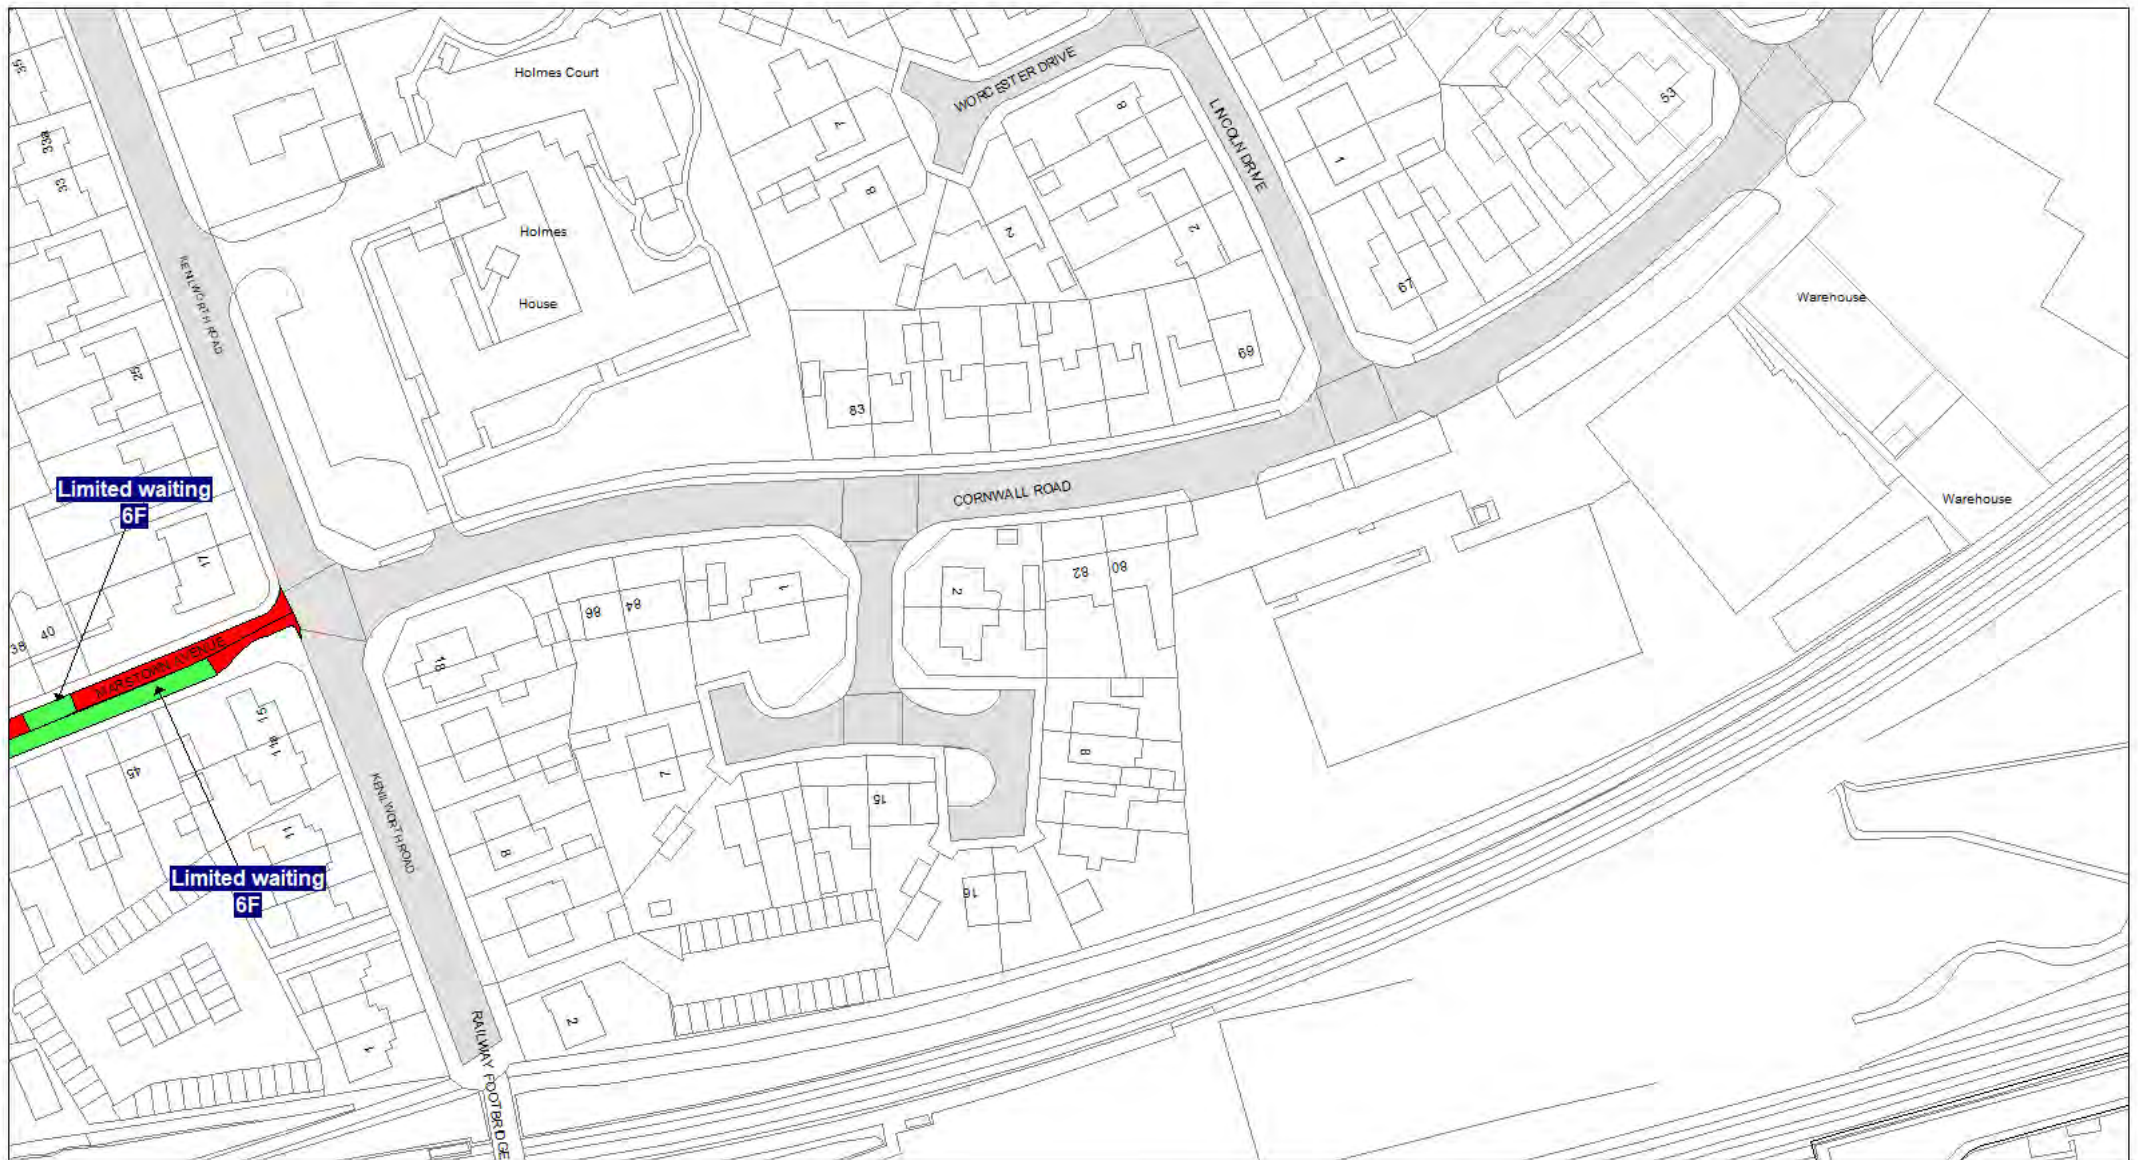 35
Holmes Court
WORCESTER DRIVE
8
53
33a
7
LINCOLN DRIVE
1
33
8
Holmes
2
2
KENILWORTH ROAD
67
Warehouse
House
69
25
83
Limited waiting
6F
CORNWALL ROAD
Warehouse
17
82
80
1
2
86
84
40
38
18
MARSTOWN AVENUE
15
11a
45
7
8
15
KENILWORTH ROAD
11
8
Limited waiting
6F
16
2
1
RAILWAY FOOTBRIDGE